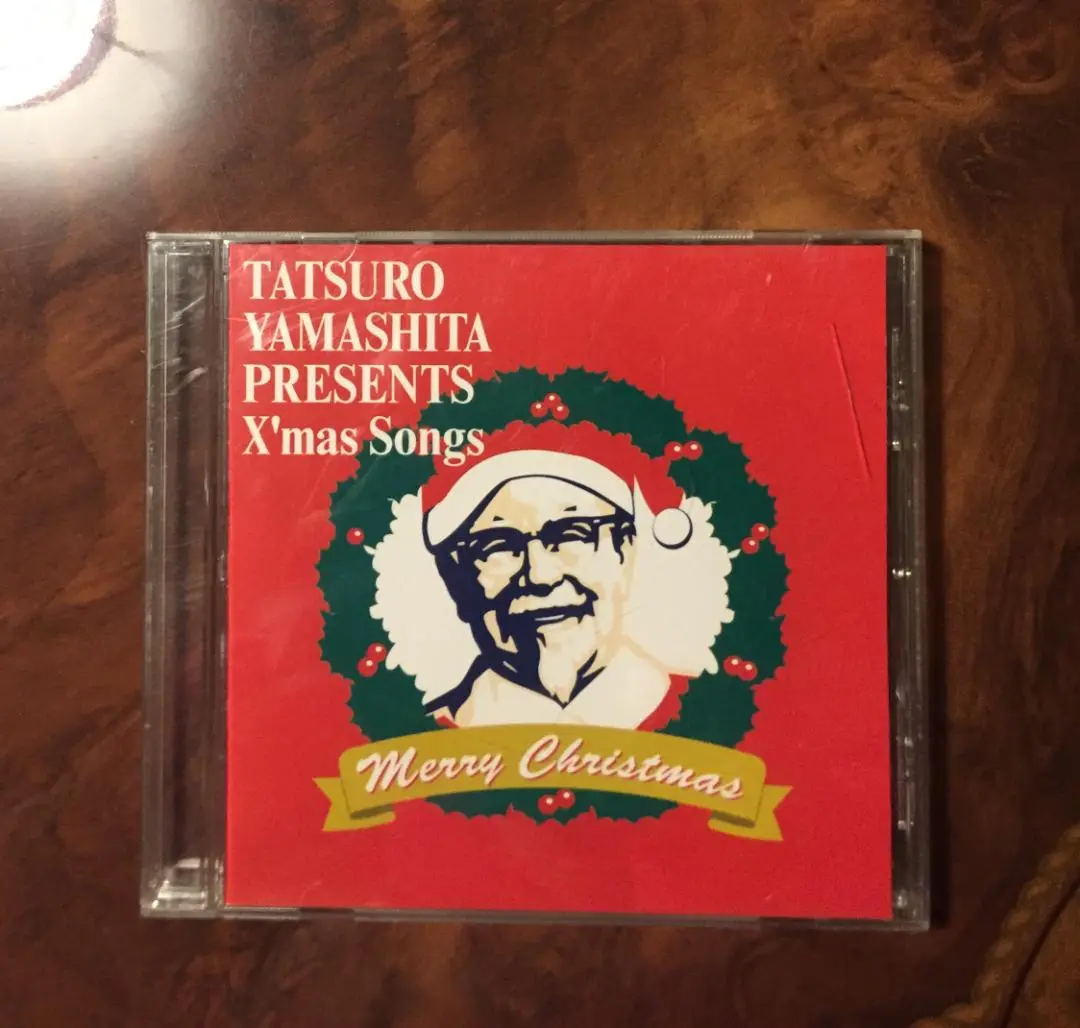 TATSURO
YAMASHITA
PRESENTS
X'mas Songs
Merry Christmas